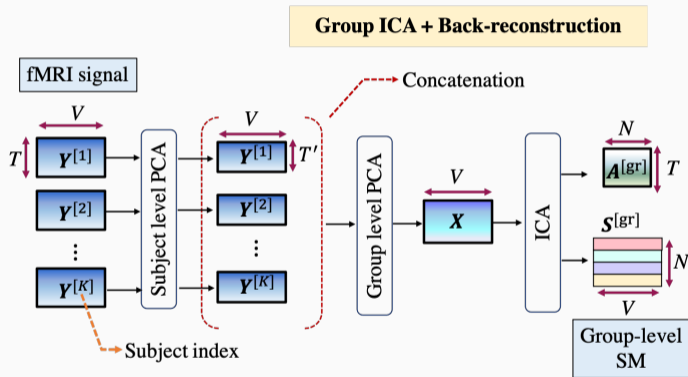 Group ICA + Back-reconstruction
fMRI signal
Concatenation
V
T
Y[1]
Y[2]
⋮
Y[K]
Subject index
Subject level PCA
V
T′
Y[1]
Y[2]
⋮
Y[K]
Group level PCA
V
X
ICA
N
A[gr]
T
S[gr]
N
V
Group-level
SM